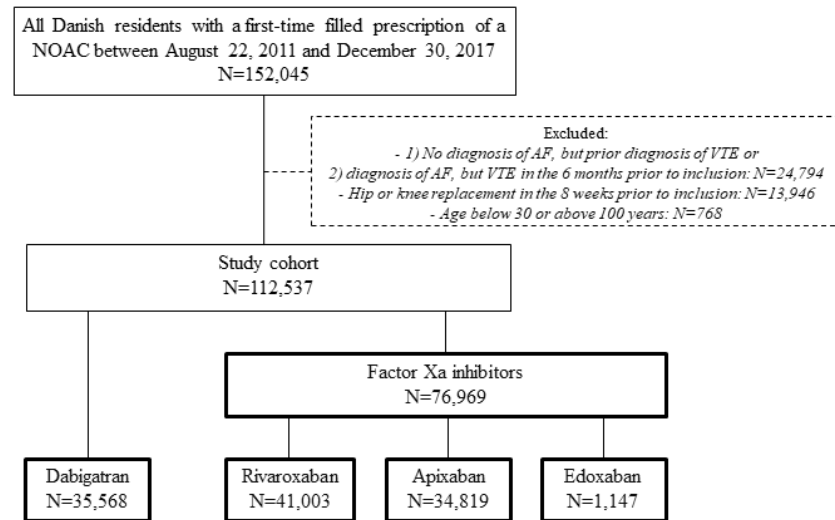 All Danish residents with a first-time filled prescription of a
NOAC between August 22, 2011 and December 30, 2017
N=152,045
Excluded:
- 1) No diagnosis of AF, but prior diagnosis of VTE or
2) diagnosis of AF, but VTE in the 6 months prior to inclusion: N=24,794
- Hip or knee replacement in the 8 weeks prior to inclusion: N=13,946
- Age below 30 or above 100 years: N=768
Study cohort
N=112,537
Factor Xa inhibitors
N=76,969
Dabigatran
N=35,568
Rivaroxaban
N=41,003
Apixaban
N=34,819
Edoxaban
N=1,147